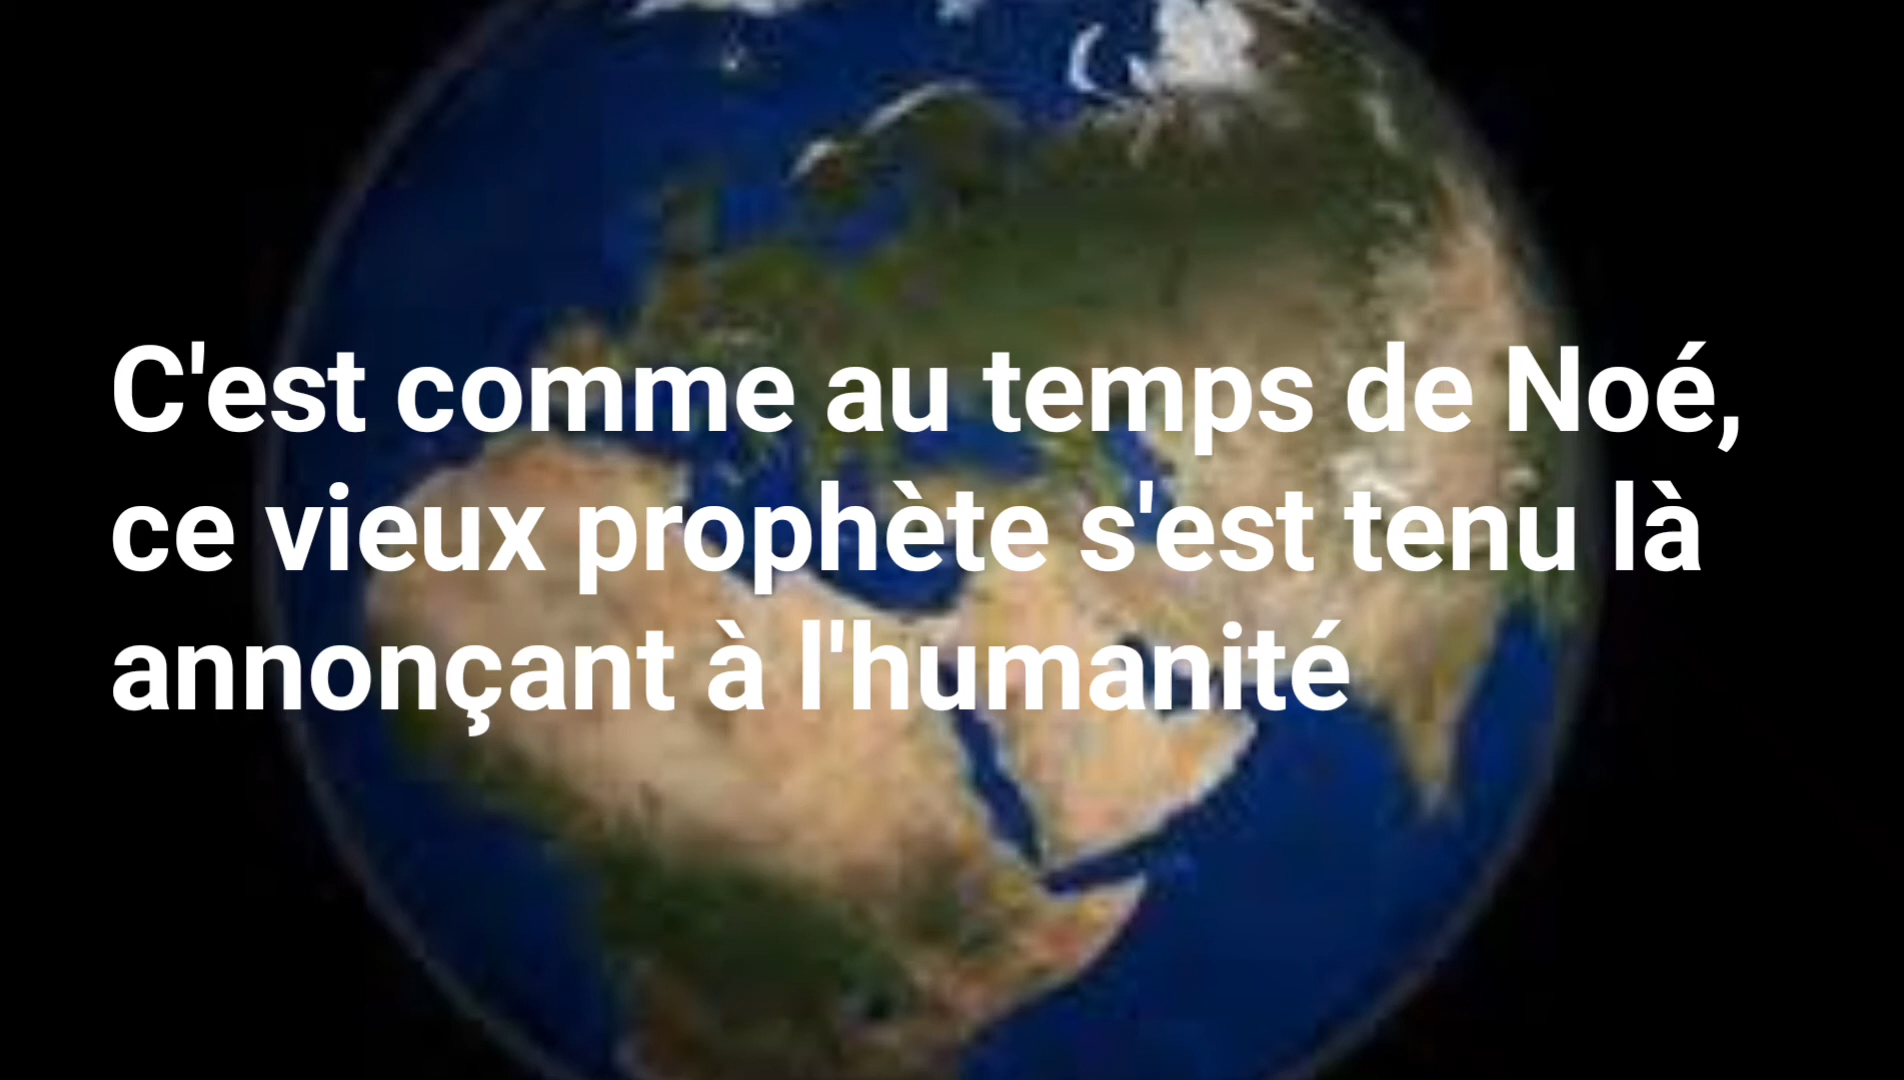 C'est comme au temps de Noé,
ce vieux prophète s'est tenu là
annonçant à l'humanité